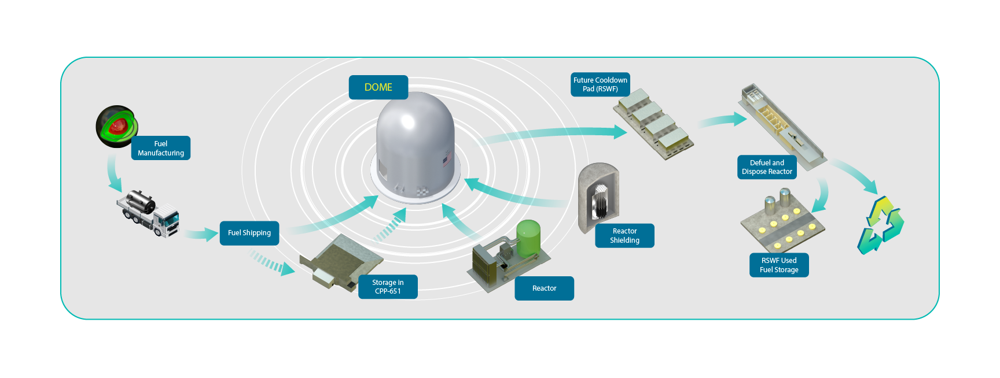 DOME
Future Cooldown
Pad (RSWF)
Fuel
Manufacturing
Defuel and
Dispose Reactor
Fuel Shipping
Reactor
Shielding
RSWF Used
Fuel Storage
Storage in
CPP-651
Reactor